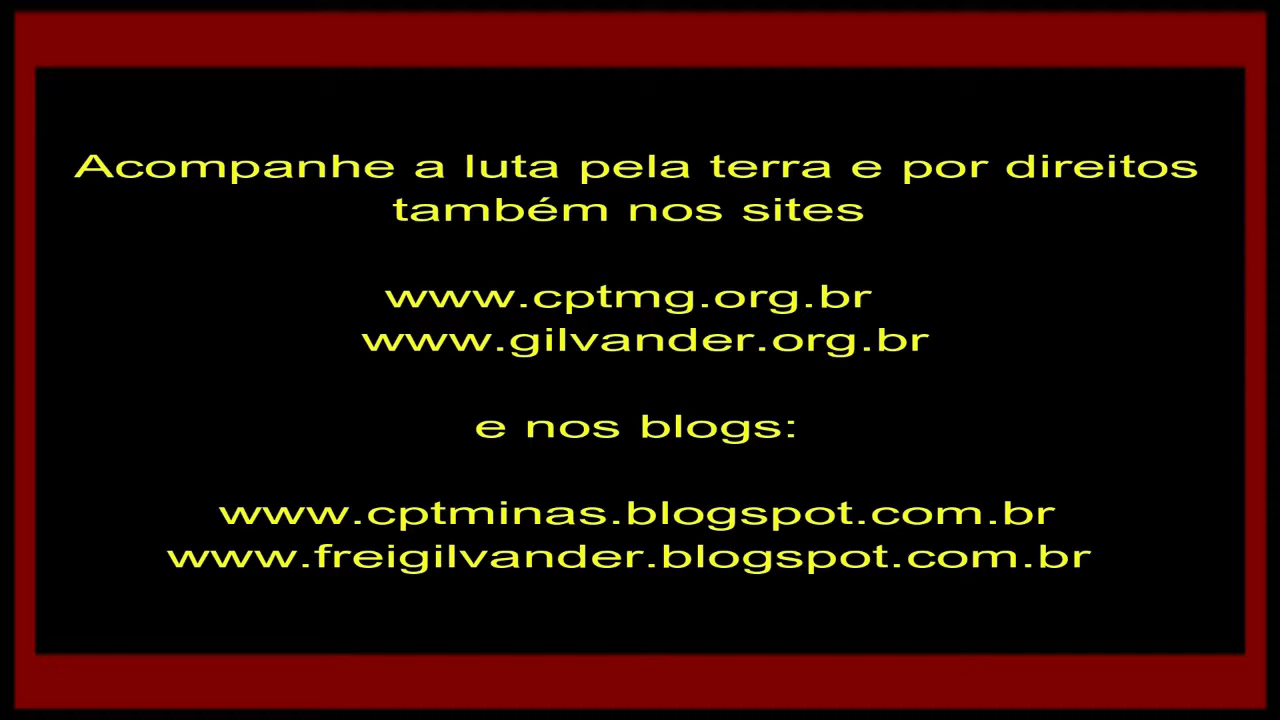 Acompanhe a luta pela terra e por direitos
também nos sites
www.cptmg.org.br
www.gilvander.org.br
e nos blogs:
www.cptminas.blogspot.com.br
www.freigilvander.blogspot.com.br